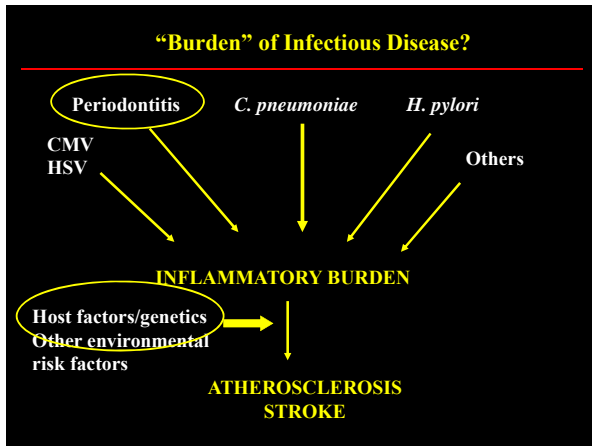 “Burden” of Infectious Disease?
Periodontitis
C. pneumoniae
H. pylori
CMV
HSV
Others
INFLAMMATORY BURDEN
Host factors/genetics
Other environmental
risk factors
ATHEROSCLEROSIS
STROKE